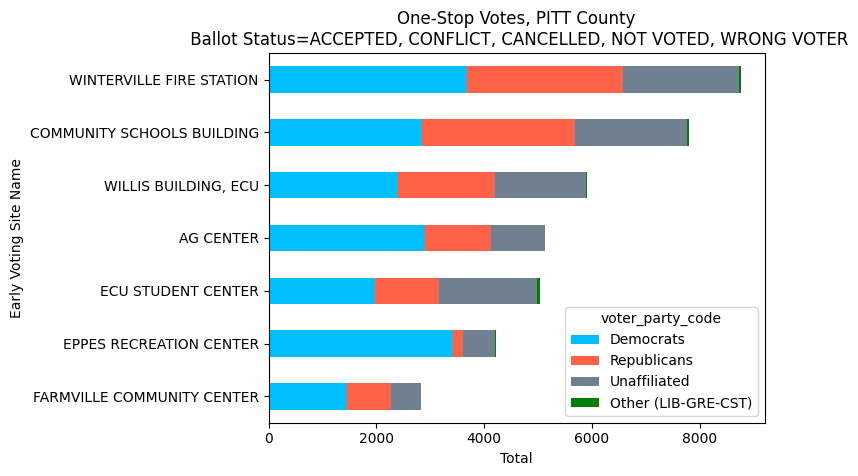 One-Stop Votes, PITT County
Ballot Status=ACCEPTED, CONFLICT, CANCELLED, NOT VOTED, WRONG VOTER
Early Voting Site Name
WINTERVILLE FIRE STATION
COMMUNITY SCHOOLS BUILDING
WILLIS BUILDING, ECU
AG CENTER
ECU STUDENT CENTER
EPPES RECREATION CENTER
FARMVILLE COMMUNITY CENTER
voter_party_code
Democrats
Republicans
Unaffiliated
Other (LIB-GRE-CST)
0 2000 4000 6000 8000
Total